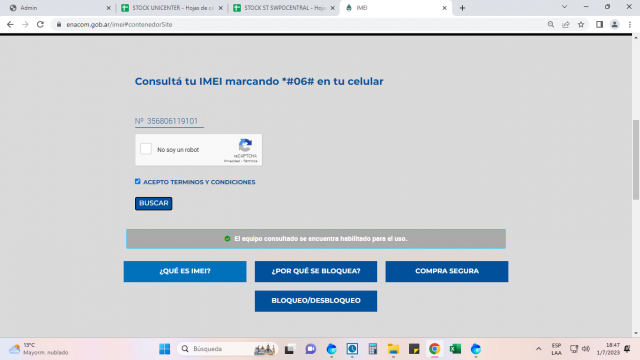 Admin
STOCK UNICENTER - Hojas de cá
STOCK ST SWPDCENTRAL - Hoja
IMEI
enacom.gob.ar/imei#contenedorSite
Consultá tu IMEI marcando *#06# en tu celular
Nº 356806119101
No soy un robot
reCAPTCHA
Privacidad - Términos
ACEPTO TERMINOS Y CONDICIONES
BUSCAR
El equipo consultado se encuentra habilitado para el uso.
¿QUÉ ES IMEI?
¿POR QUÉ SE BLOQUEA?
COMPRA SEGURA
BLOQUEO/DESBLOQUEO
13°C
Mayorm. nublado
Búsqueda
ESP
LAA
18:47
1/7/2023